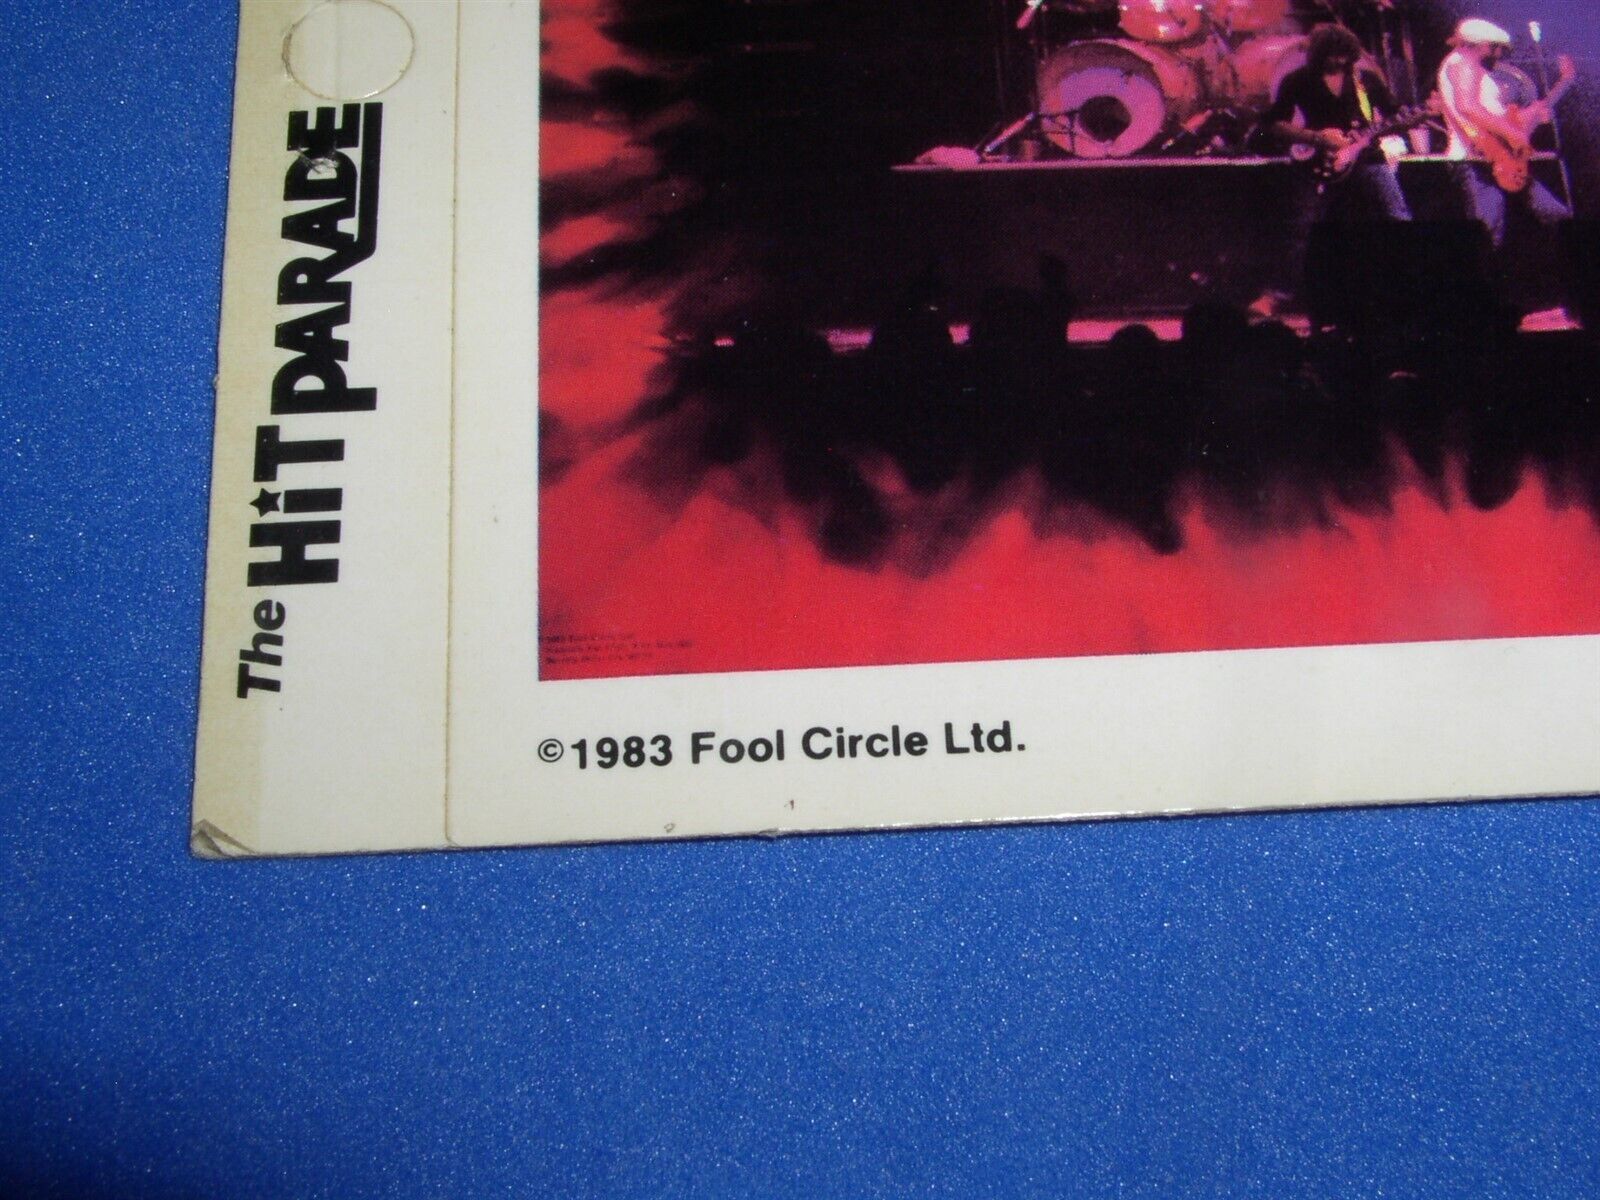 The HiT PARADE
©1983 Fool Circle Ltd.